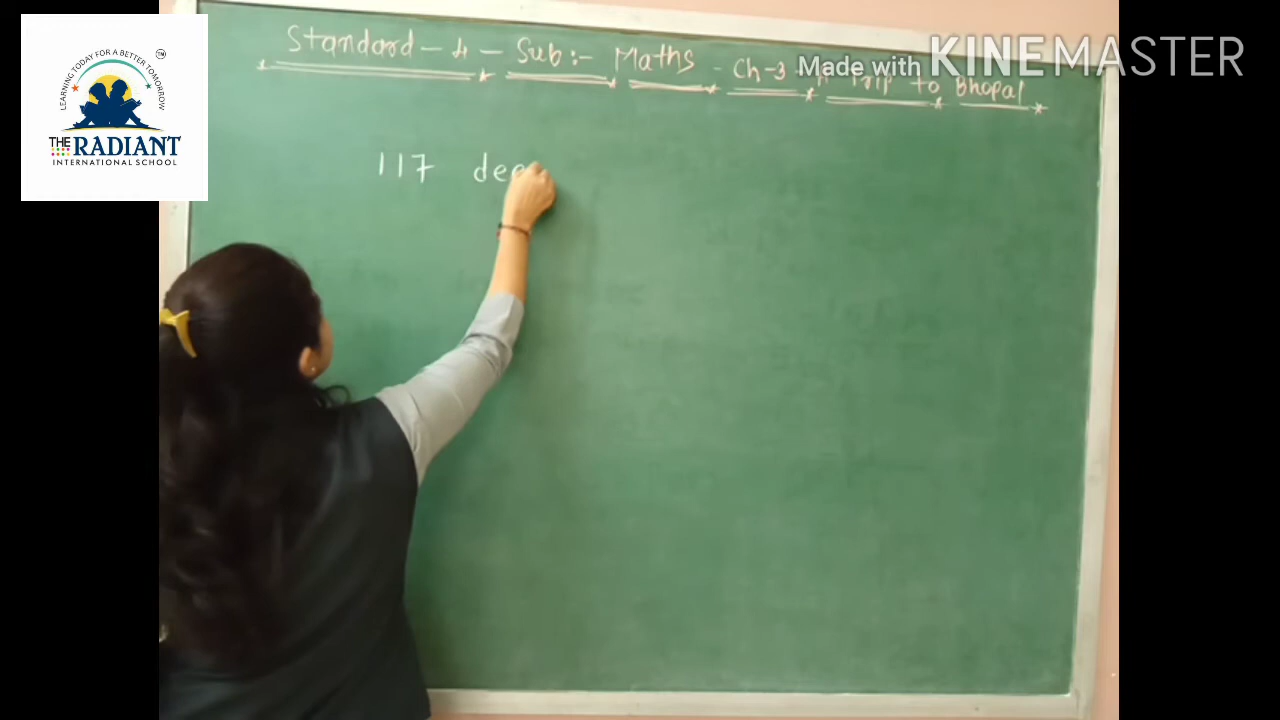 LEARNING TODAY FOR A BETTER TOMORROW
TM
THE RADIANT
INTERNATIONAL SCHOOL
Standard - 4 - Sub:- Maths - Ch-3 Trip to Bhopal
Made with KINEMASTER
117